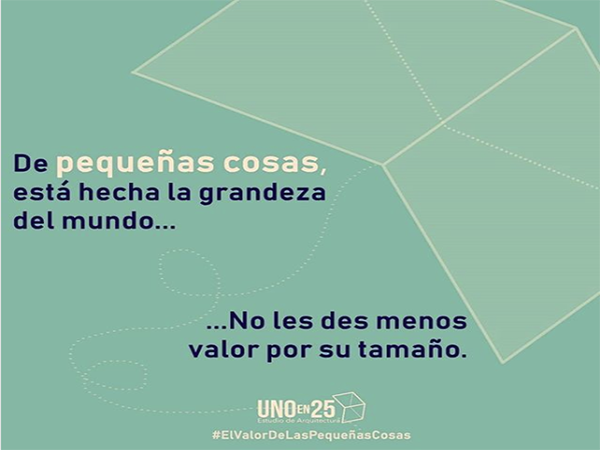 De pequeñas cosas,
está hecha la grandeza
del mundo...
...No les des menos
valor por su tamaño.
UNO EN 25
Estudio de Arquitectura
#ElValorDeLasPequeñasCosas